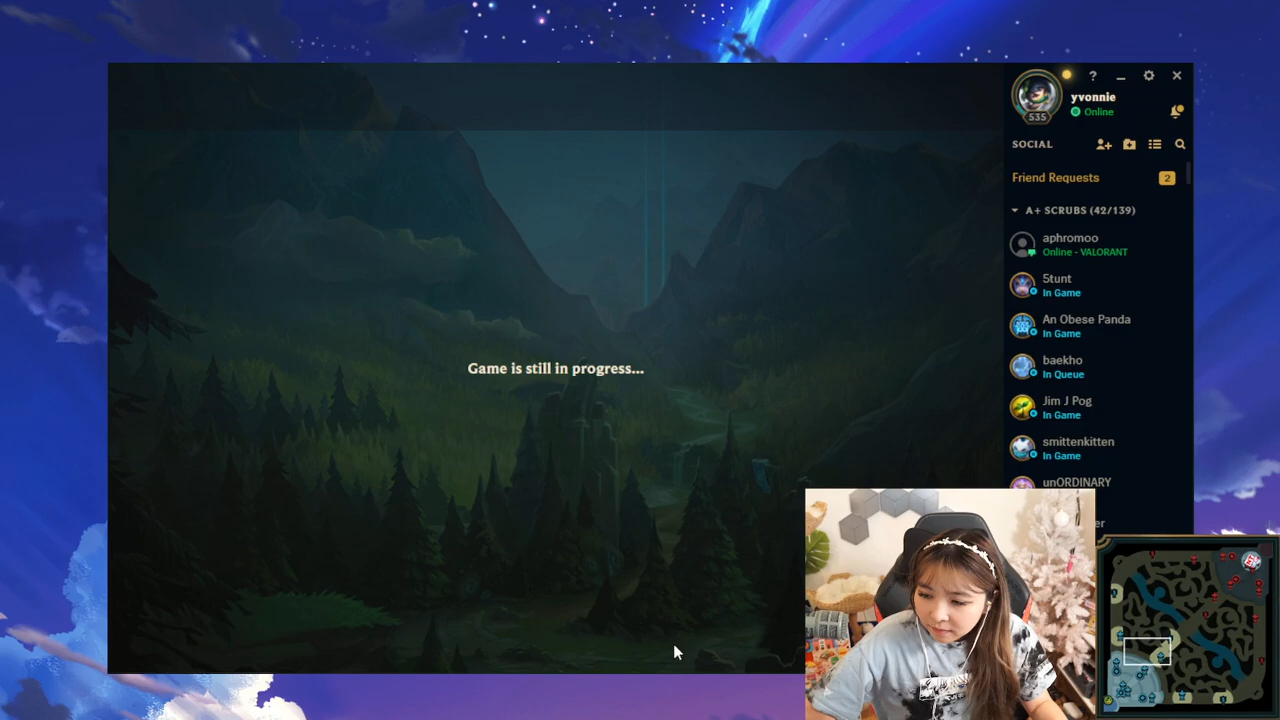 ?
yvonnie
Online
535
SOCIAL
Friend Requests
2
A+ SCRUBS (42/139)
aphromoo
Online - VALORANT
5tunt
In Game
An Obese Panda
In Game
baekho
In Queue
Jim J Pog
In Game
smittenkitten
In Game
unORDINARY
Game is still in progress...